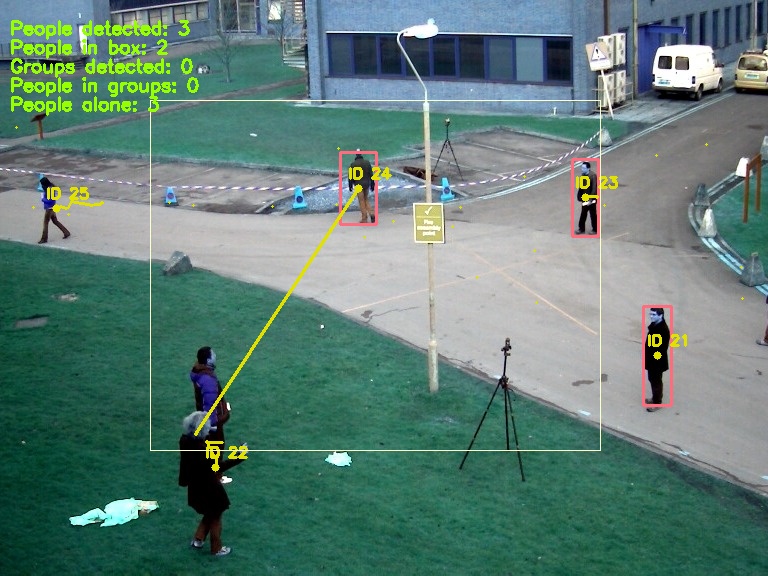 People detected: 3
People in box: 2
Groups detected: 0
People in groups: 0
People alone: 3
ID 24
ID 25
ID 23
ID 21
ID 22